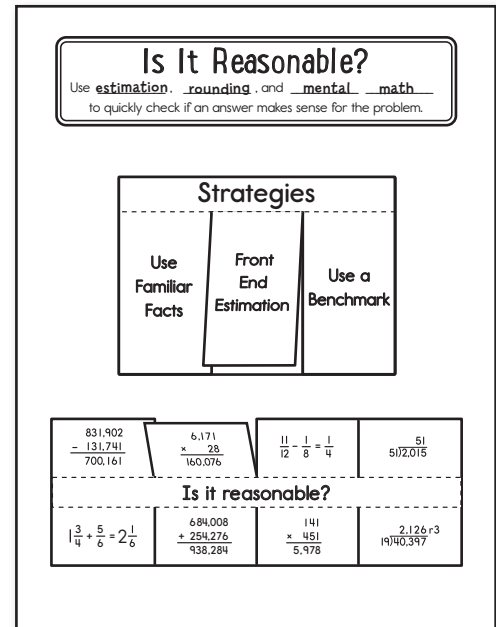 Is It Reasonable?
Use estimation, rounding, and mental math
to quickly check if an answer makes sense for the problem.
Strategies
Use
Familiar
Facts
Front
End
Estimation
Use a
Benchmark
831,902
- 131,741
700,161
6,171
× 28
160,076
11/12 - 1/8 = 1/4
51
51)2,015
Is it reasonable?
1 3/4 + 5/6 = 2 1/6
684,008
+ 254,276
938,284
141
× 451
5,978
2,126 r3
19)40,397